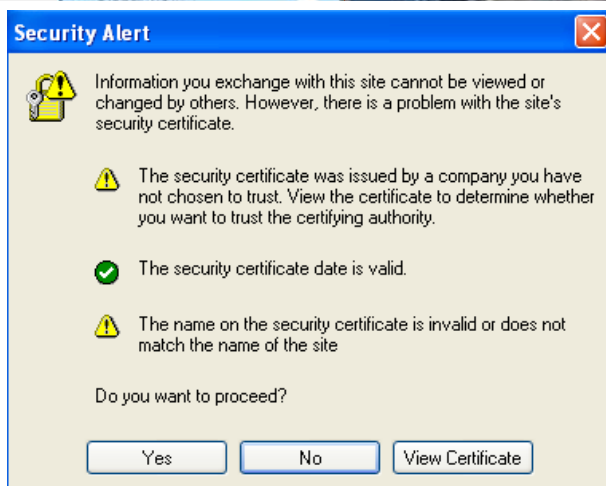 Security Alert
Information you exchange with this site cannot be viewed or
changed by others. However, there is a problem with the site's
security certificate.
The security certificate was issued by a company you have
not chosen to trust. View the certificate to determine whether
you want to trust the certifying authority.
The security certificate date is valid.
The name on the security certificate is invalid or does not
match the name of the site
Do you want to proceed?
Yes
No
View Certificate